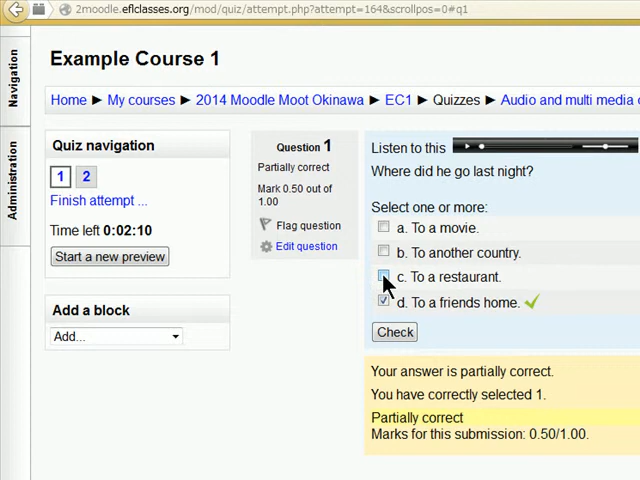 2moodle.eflclasses.org/mod/quiz/attempt.php?attempt=164&scrollpos=0#q1
Navigation
Administration
Example Course 1
Home ► My courses ► 2014 Moodle Moot Okinawa ► EC1 ► Quizzes ► Audio and multi media
Quiz navigation
1 2
Finish attempt ...
Time left 0:02:10
Start a new preview
Add a block
Add...
Question 1
Partially correct
Mark 0.50 out of
1.00
Flag question
Edit question
Listen to this
Where did he go last night?
Select one or more:
a. To a movie.
b. To another country.
c. To a restaurant.
d. To a friends home.
Check
Your answer is partially correct.
You have correctly selected 1.
Partially correct
Marks for this submission: 0.50/1.00.